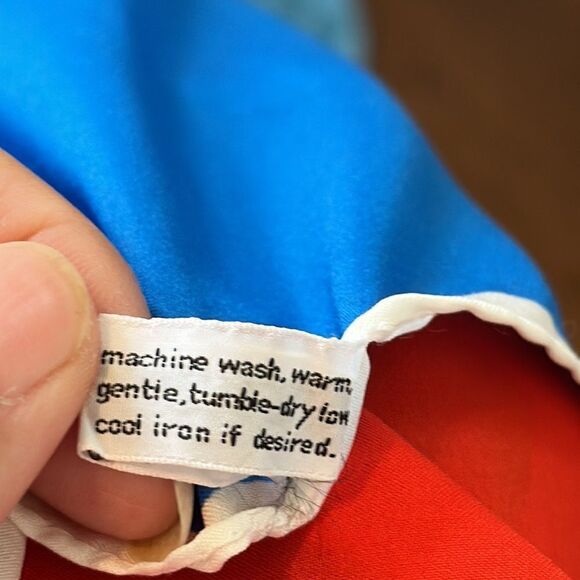 machine wash, warm,
gentle, tumble-dry low
cool iron if desired.